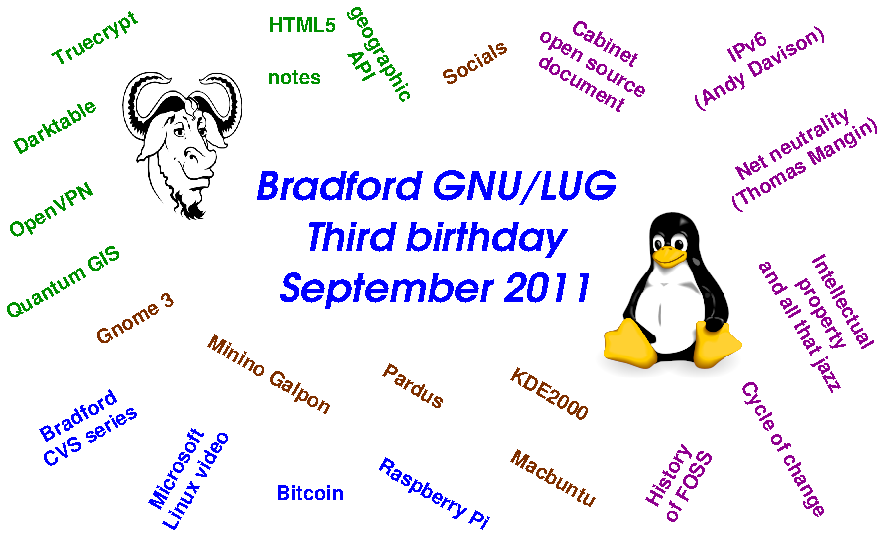 Truecrypt
HTML5
notes
geographic
API
Socials
Cabinet
open source
document
IPv6
(Andy Davison)
Darktable
Net neutrality
(Thomas Mangin)
OpenVPN
Bradford GNU/LUG
Third birthday
September 2011
Quantum GIS
Intellectual
property
and all that jazz
Gnome 3
Minino Galpon
Pardus
KDE2000
Cycle of change
Bradford
CVS series
Microsoft
Linux video
Bitcoin
Raspberry Pi
Macbuntu
History
of FOSS